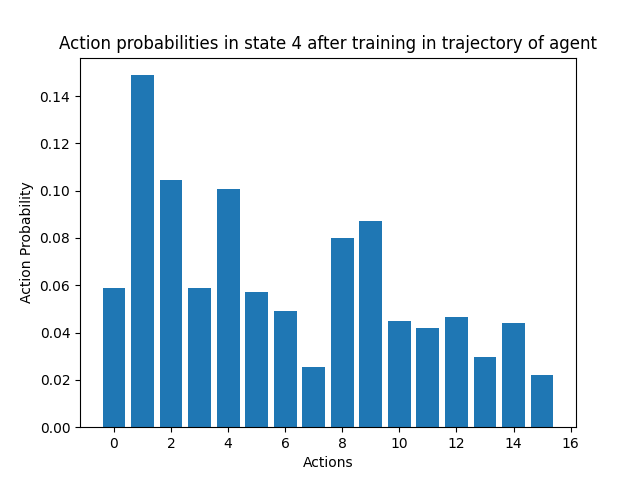 Action probabilities in state 4 after training in trajectory of agent
0.14
0.12
0.10
0.08
0.06
0.04
0.02
0.00
Action Probability
0 2 4 6 8 10 12 14 16
Actions